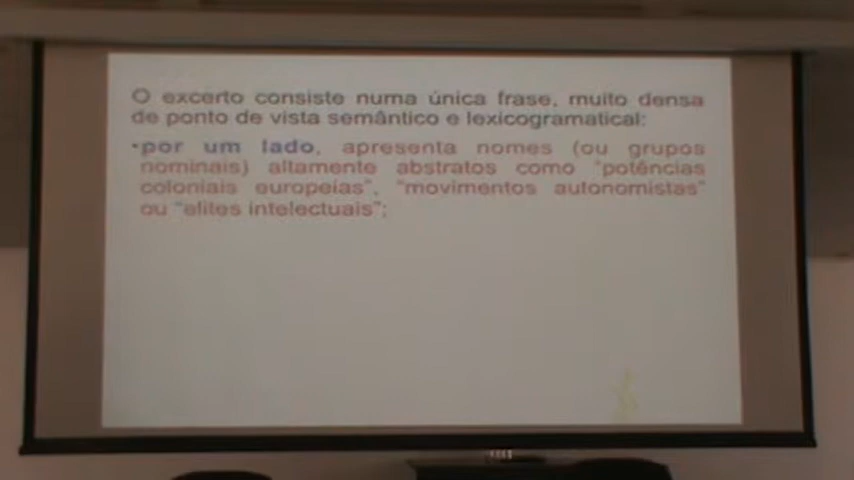 O excerto consiste numa única frase, muito densa
de ponto de vista semântico e lexicogramatical:
•por um lado, apresenta nomes (ou grupos
nominais) altamente abstratos como "potências
coloniais europeias", "movimentos autonomistas"
ou "elites intelectuais";